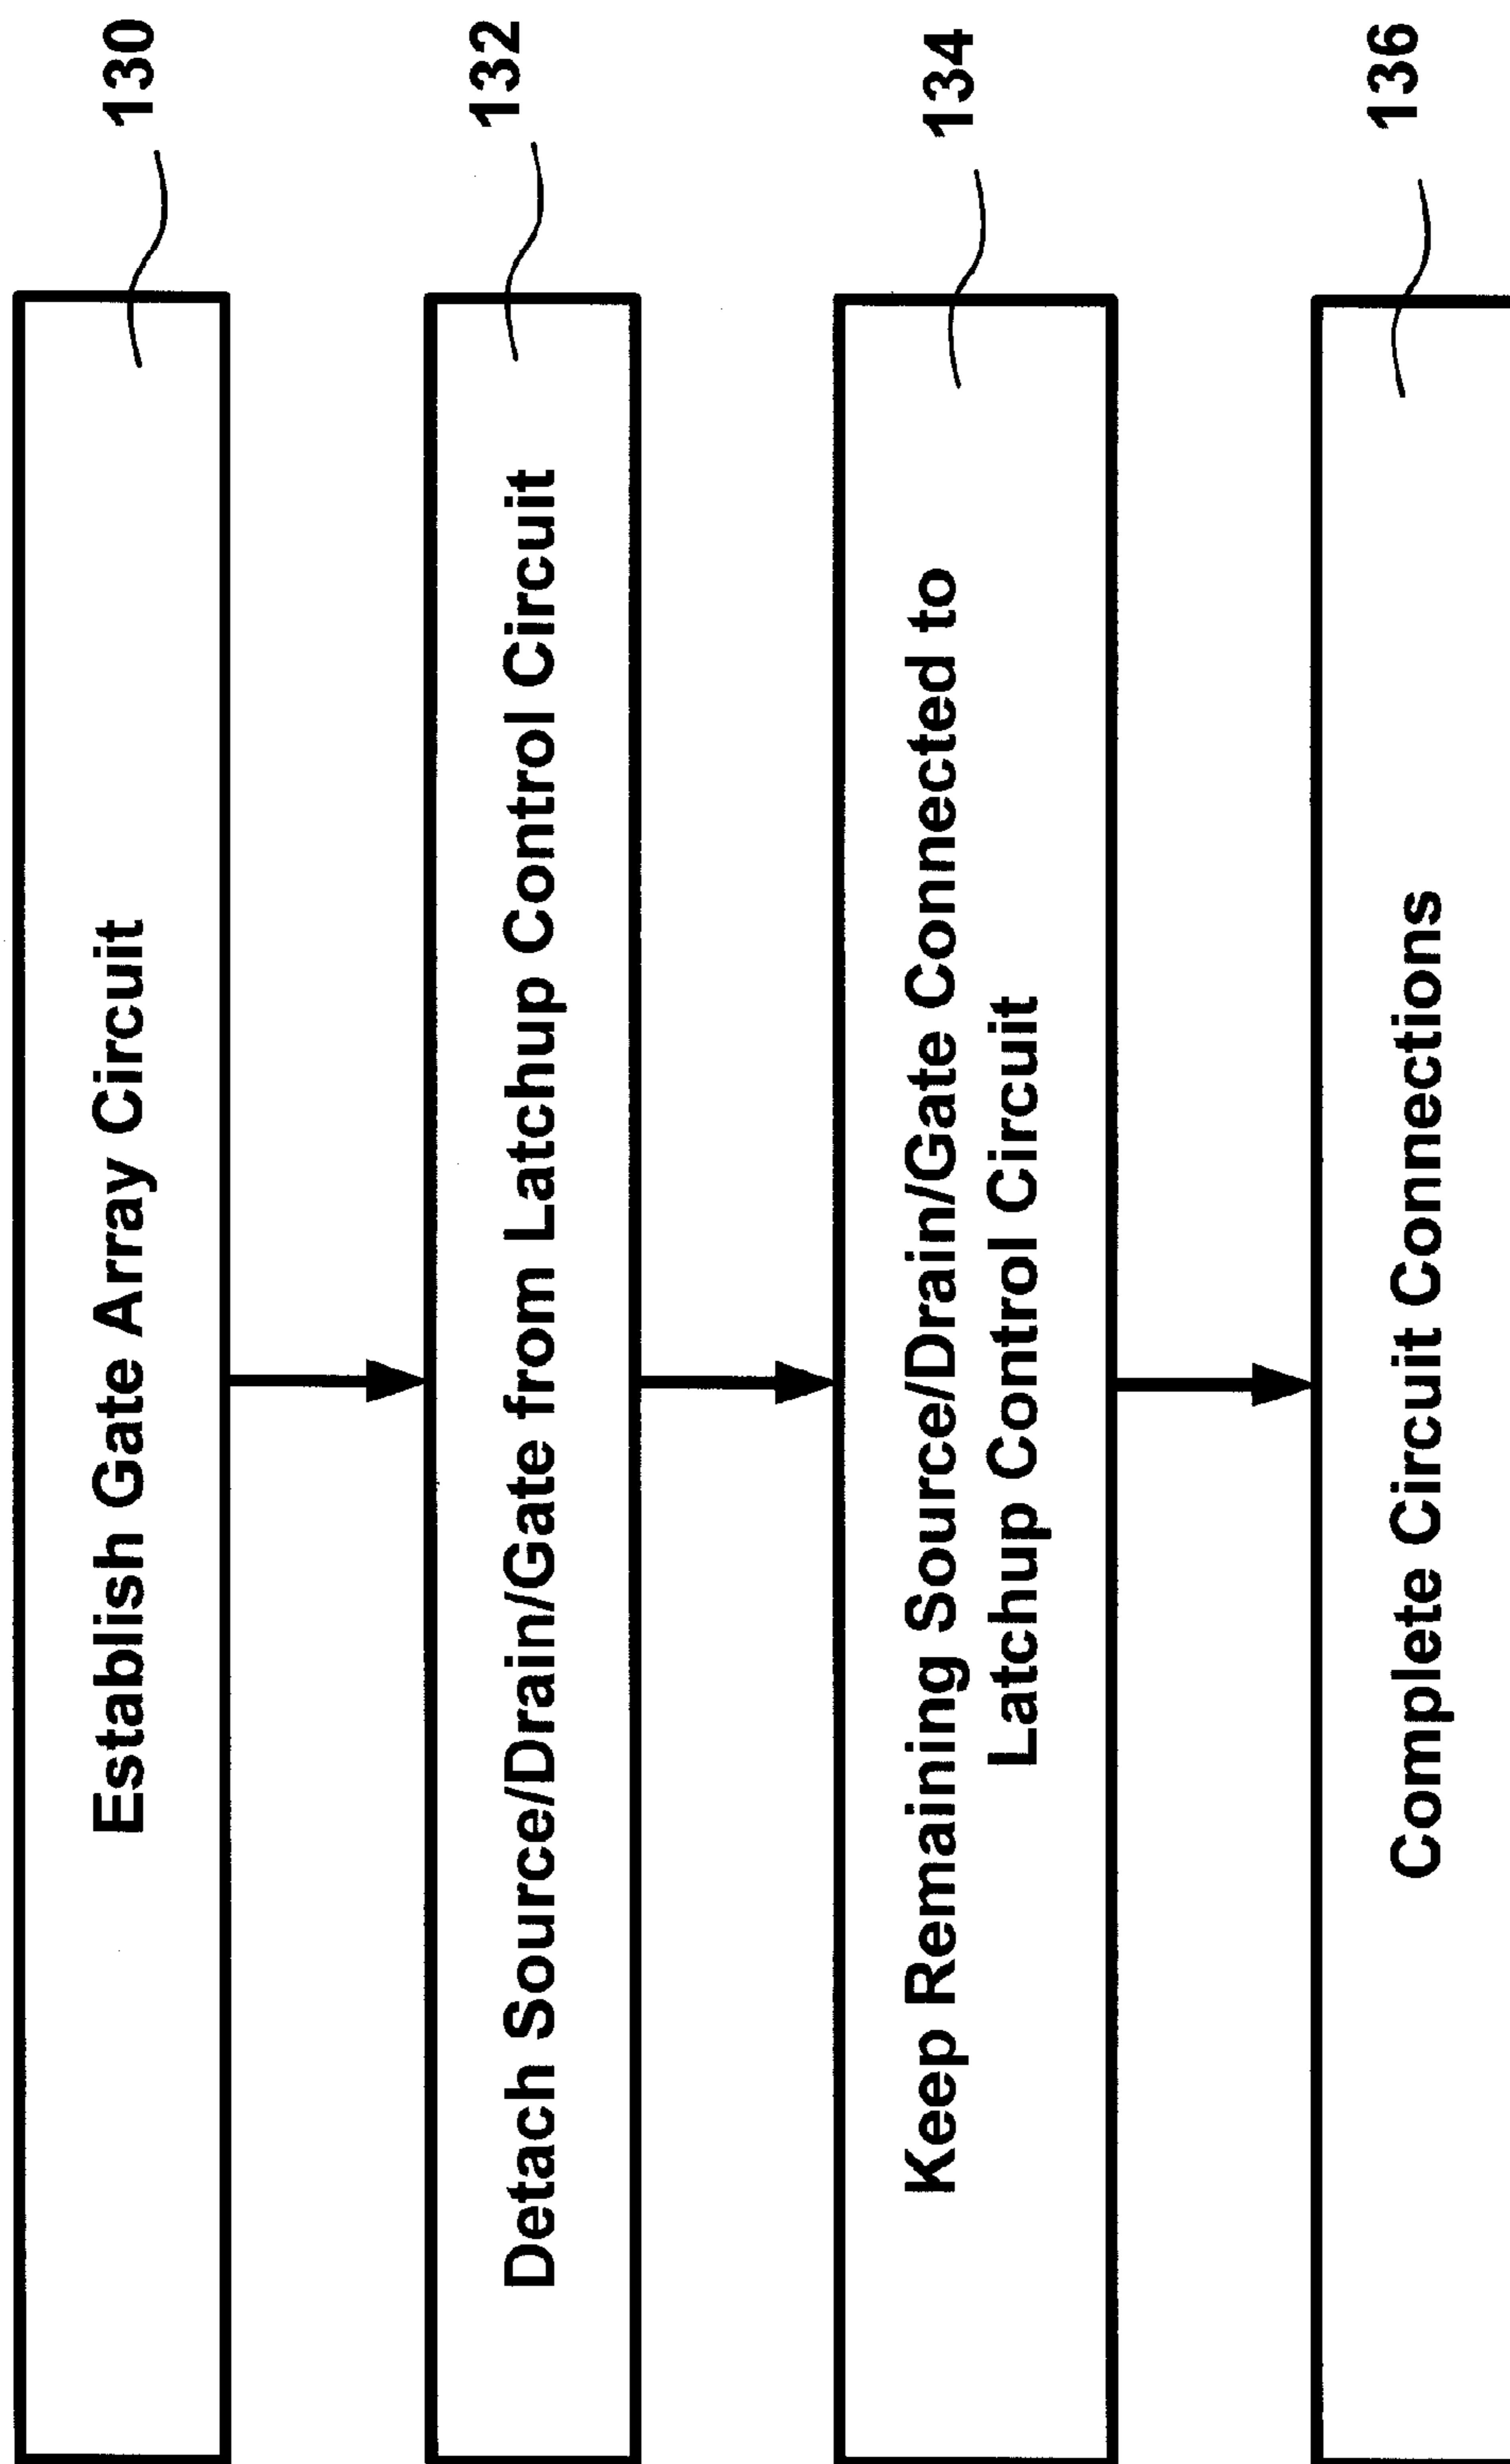 Establish Gate Array Circuit
130
Detach Source/Drain/Gate from Latchup Control Circuit
132
Keep Remaining Source/Drain/Gate Connected to
Latchup Control Circuit
134
Complete Circuit Connections
136